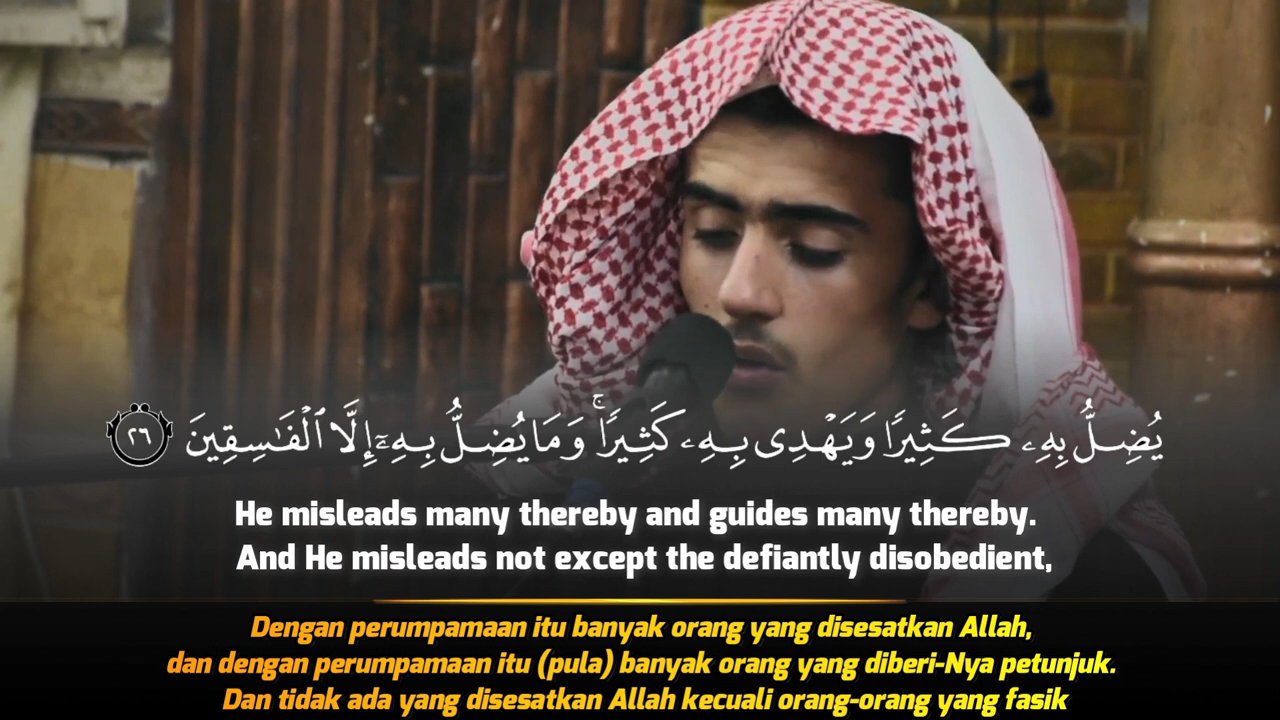 يُضِلُّ بِهِۦ كَثِيرًا وَيَهْدِى بِهِۦ كَثِيرًاۚ وَمَا يُضِلُّ بِهِۦٓ إِلَّا ٱلْفَـٰسِقِينَ ٢٦
He misleads many thereby and guides many thereby.
And He misleads not except the defiantly disobedient,
Dengan perumpamaan itu banyak orang yang disesatkan Allah,
dan dengan perumpamaan itu (pula) banyak orang yang diberi-Nya petunjuk.
Dan tidak ada yang disesatkan Allah kecuali orang-orang yang fasik